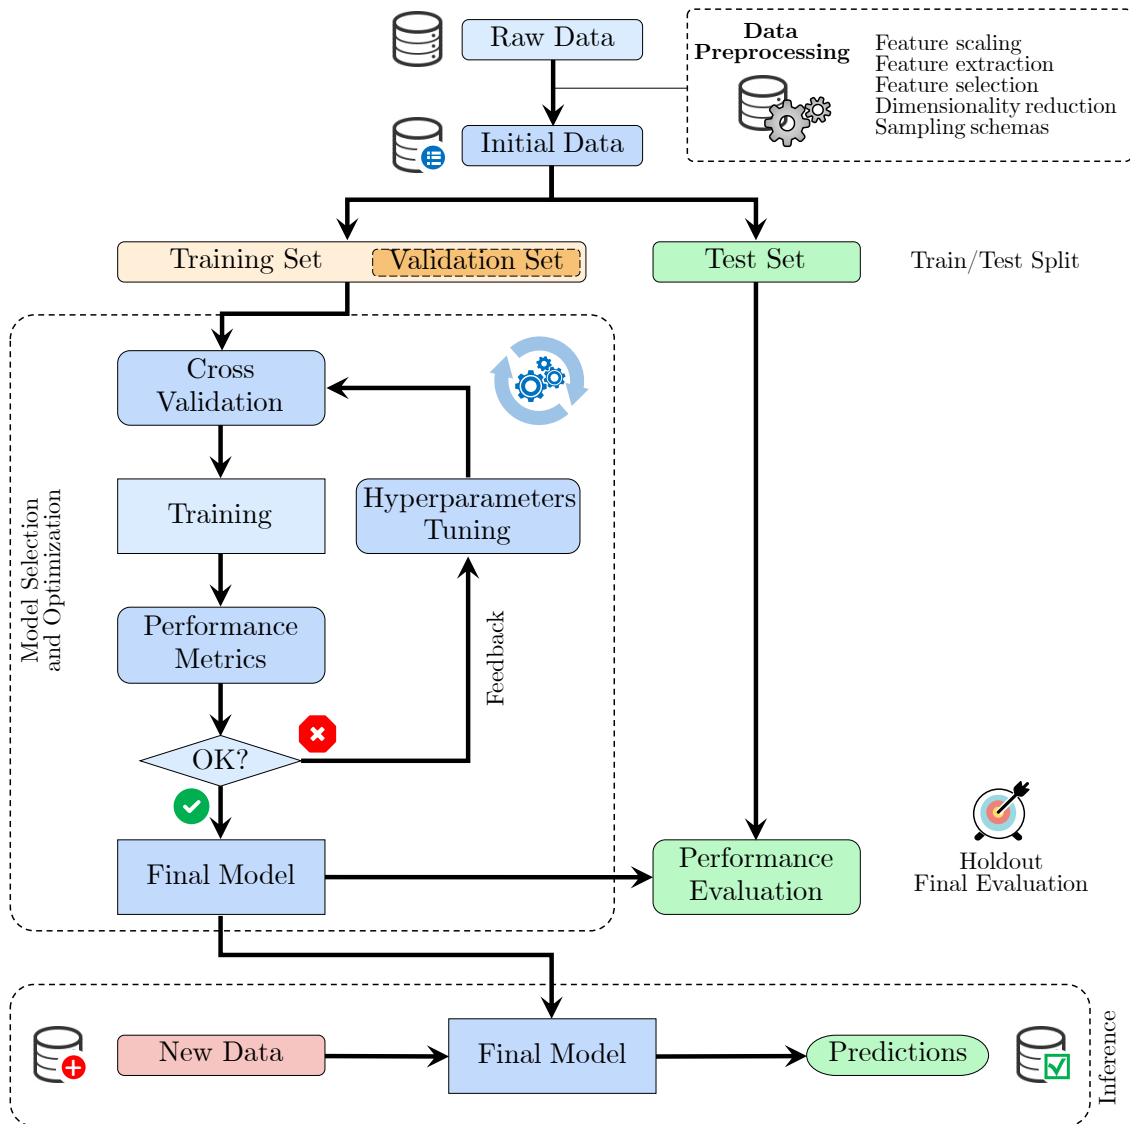 Raw Data
Data
Preprocessing
Feature scaling
Feature extraction
Feature selection
Dimensionality reduction
Sampling schemas
Initial Data
Training Set
Validation Set
Test Set
Train/Test Split
Cross
Validation
Training
Hyperparameters
Tuning
Model Selection
and Optimization
Performance
Metrics
Feedback
OK?
Final Model
Performance
Evaluation
Holdout
Final Evaluation
New Data
Final Model
Predictions
Inference